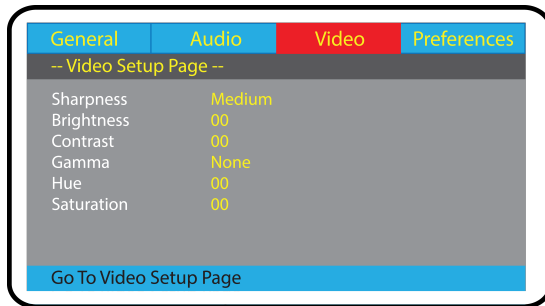 General Audio Video Preferences
-- Video Setup Page --
Sharpness Medium
Brightness 00
Contrast 00
Gamma None
Hue 00
Saturation 00
Go To Video Setup Page